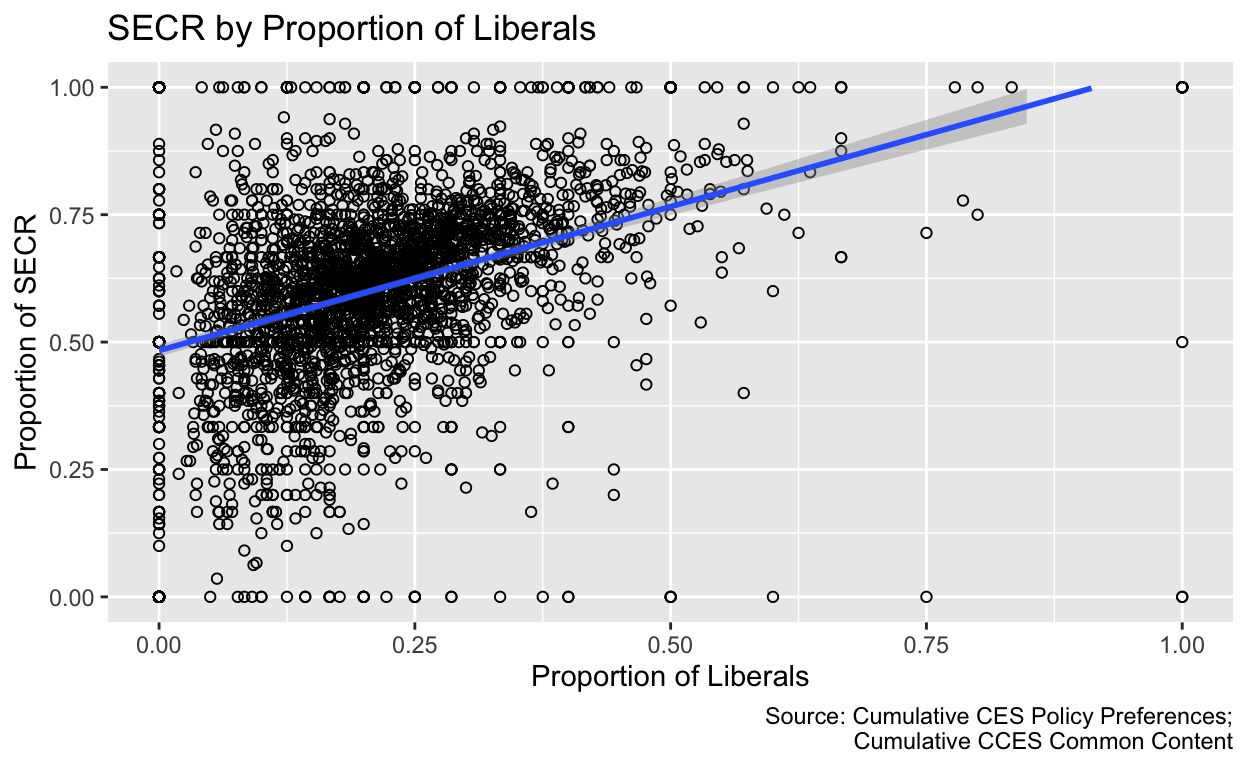 SECR by Proportion of Liberals
1.00
0.75
0.50
0.25
0.00
Proportion of SECR
0.00 0.25 0.50 0.75 1.00
Proportion of Liberals
Source: Cumulative CES Policy Preferences;
Cumulative CCES Common Content